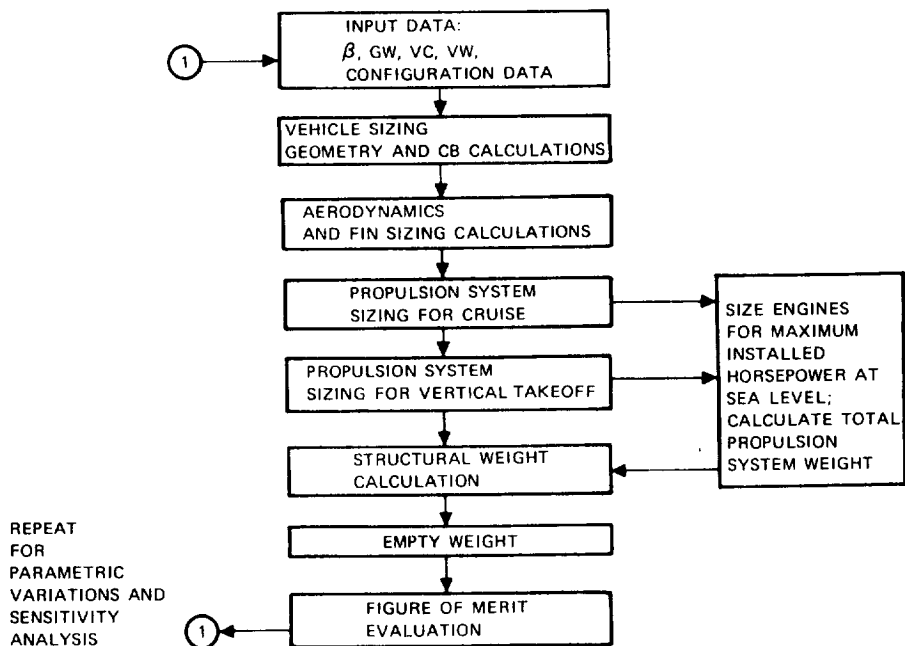 INPUT DATA:
β, GW, VC, VW,
CONFIGURATION DATA
1
VEHICLE SIZING
GEOMETRY AND CB CALCULATIONS
AERODYNAMICS
AND FIN SIZING CALCULATIONS
PROPULSION SYSTEM
SIZING FOR CRUISE
PROPULSION SYSTEM
SIZING FOR VERTICAL TAKEOFF
SIZE ENGINES
FOR MAXIMUM
INSTALLED
HORSEPOWER AT
SEA LEVEL;
CALCULATE TOTAL
PROPULSION
SYSTEM WEIGHT
STRUCTURAL WEIGHT
CALCULATION
EMPTY WEIGHT
FIGURE OF MERIT
EVALUATION
1
REPEAT
FOR
PARAMETRIC
VARIATIONS AND
SENSITIVITY
ANALYSIS